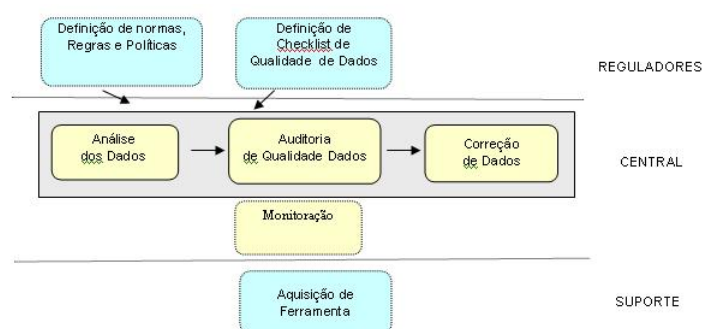 Definição de normas,
Regras e Políticas
Definição de
Checklist de
Qualidade de Dados
REGULADORES
Análise
dos Dados
Auditoria
de Qualidade Dados
Correção
de Dados
CENTRAL
Monitoração
Aquisição de
Ferramenta
SUPORTE